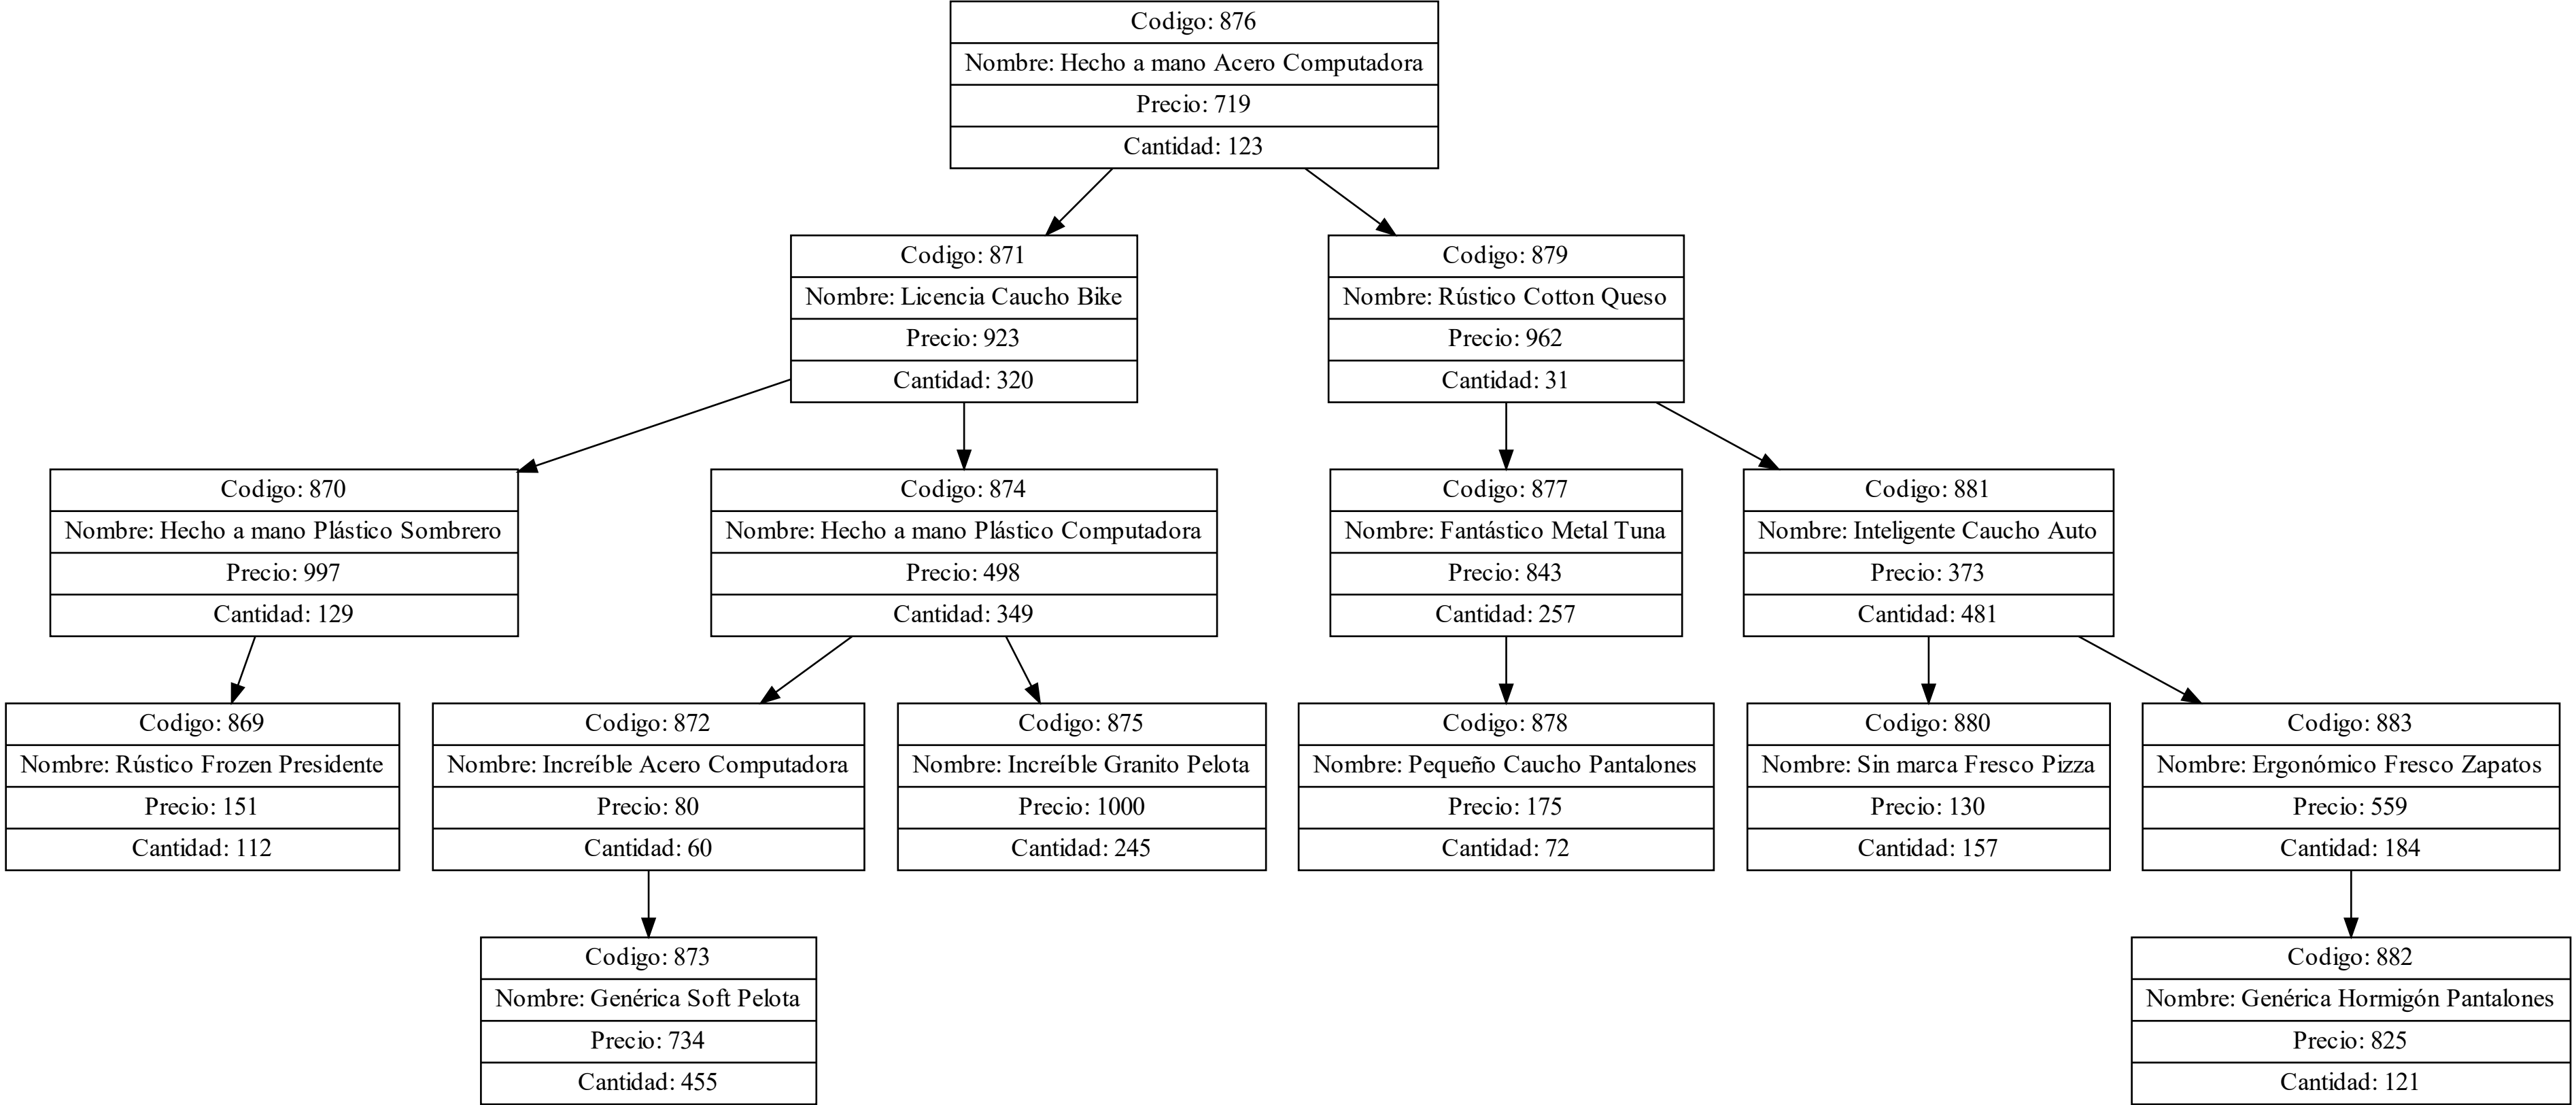 Codigo: 876
Nombre: Hecho a mano Acero Computadora
Precio: 719
Cantidad: 123
Codigo: 871
Nombre: Licencia Caucho Bike
Precio: 923
Cantidad: 320
Codigo: 879
Nombre: Rústico Cotton Queso
Precio: 962
Cantidad: 31
Codigo: 870
Nombre: Hecho a mano Plástico Sombrero
Precio: 997
Cantidad: 129
Codigo: 874
Nombre: Hecho a mano Plástico Computadora
Precio: 498
Cantidad: 349
Codigo: 877
Nombre: Fantástico Metal Tuna
Precio: 843
Cantidad: 257
Codigo: 881
Nombre: Inteligente Caucho Auto
Precio: 373
Cantidad: 481
Codigo: 869
Nombre: Rústico Frozen Presidente
Precio: 151
Cantidad: 112
Codigo: 872
Nombre: Increíble Acero Computadora
Precio: 80
Cantidad: 60
Codigo: 875
Nombre: Increíble Granito Pelota
Precio: 1000
Cantidad: 245
Codigo: 878
Nombre: Pequeño Caucho Pantalones
Precio: 175
Cantidad: 72
Codigo: 880
Nombre: Sin marca Fresco Pizza
Precio: 130
Cantidad: 157
Codigo: 883
Nombre: Ergonómico Fresco Zapatos
Precio: 559
Cantidad: 184
Codigo: 873
Nombre: Genérica Soft Pelota
Precio: 734
Cantidad: 455
Codigo: 882
Nombre: Genérica Hormigón Pantalones
Precio: 825
Cantidad: 121